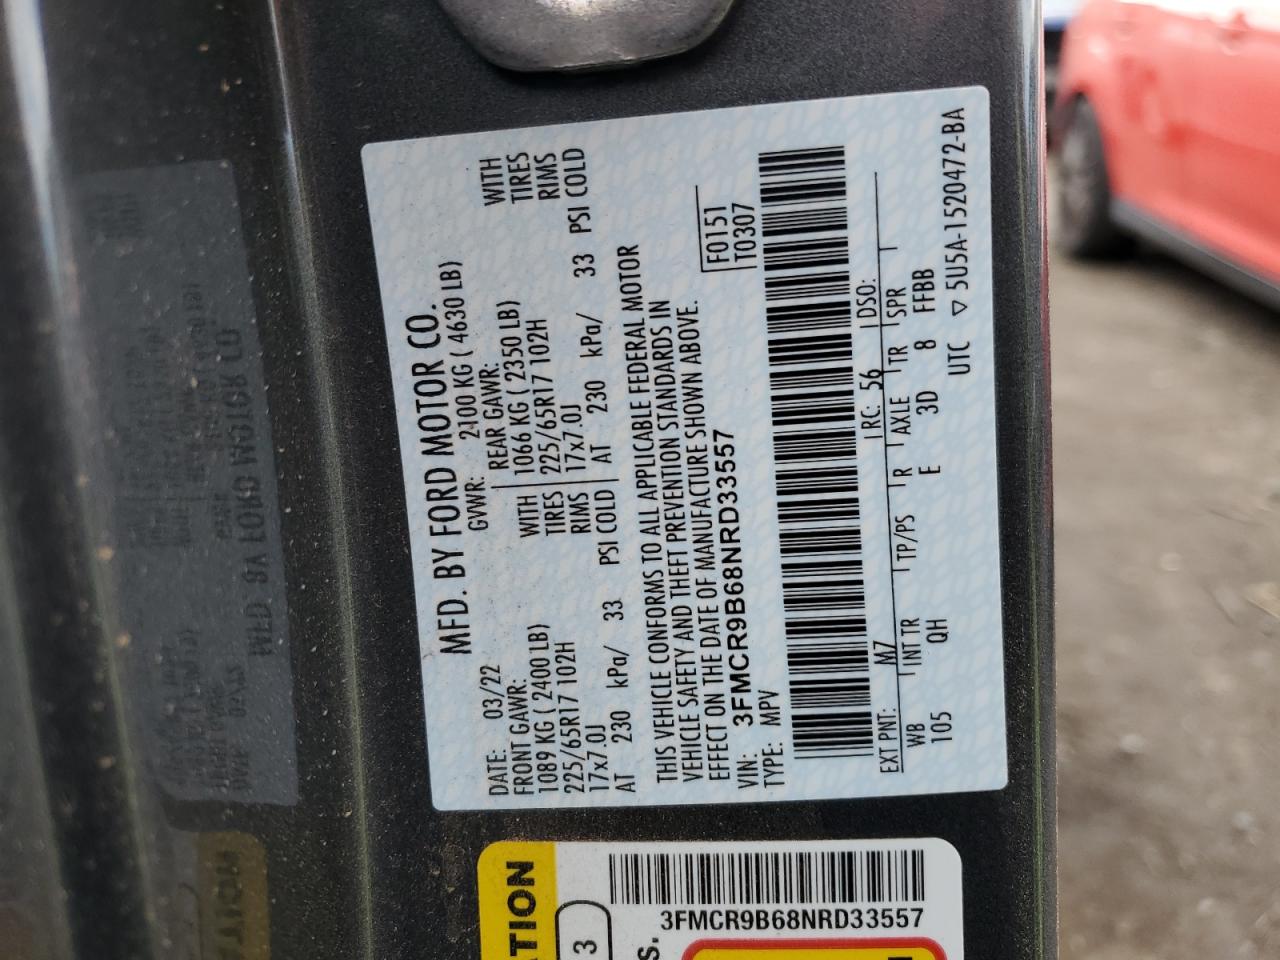 MFD. BY FORD MOTOR CO.
DATE: 03/22 GVWR: 2100 KG ( 4630 LB)
FRONT GAWR: REAR GAWR:
1089 KG ( 2400 LB) WITH 1066 KG ( 2350 LB) WITH
225/65R17 102H TIRES 225/65R17 102H TIRES
17x7.0J RIMS 17x7.0J RIMS
AT 230 kPa/ 33 PSI COLD AT 230 kPa/ 33 PSI COLD
THIS VEHICLE CONFORMS TO ALL APPLICABLE FEDERAL MOTOR
VEHICLE SAFETY AND THEFT PREVENTION STANDARDS IN
EFFECT ON THE DATE OF MANUFACTURE SHOWN ABOVE.
VIN: 3FMCR9B68NRD33557
TYPE: MPV
F0151
T0307
EXT PNT: M7 RC: 56 DSO:
WB INT TR TP/PS R AXLE TR SPR
105 QH E 3D 8 FFBB
UTC ▽ 5U5A-1520472-BA
3FMCR9B68NRD33557
3